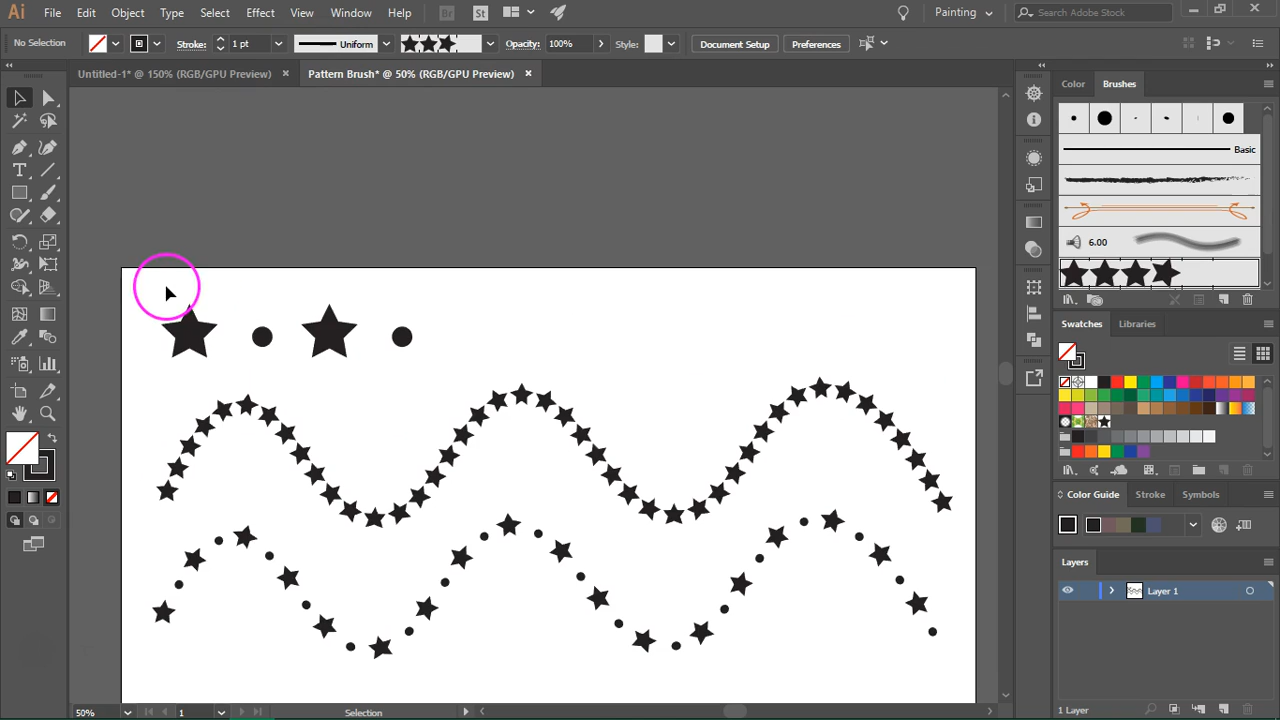 Ai File Edit Object Type Select Effect View Window Help Br St Painting Search Adobe Stock
No Selection Stroke: 1 pt Uniform Opacity: 100% Style: Document Setup Preferences
Untitled-1* @ 150% (RGB/GPU Preview) Pattern Brush* @ 50% (RGB/GPU Preview)
Color Brushes
Basic
6.00
Swatches Libraries
Color Guide Stroke Symbols
Layers
Layer 1
1 Layer
50% 1 Selection